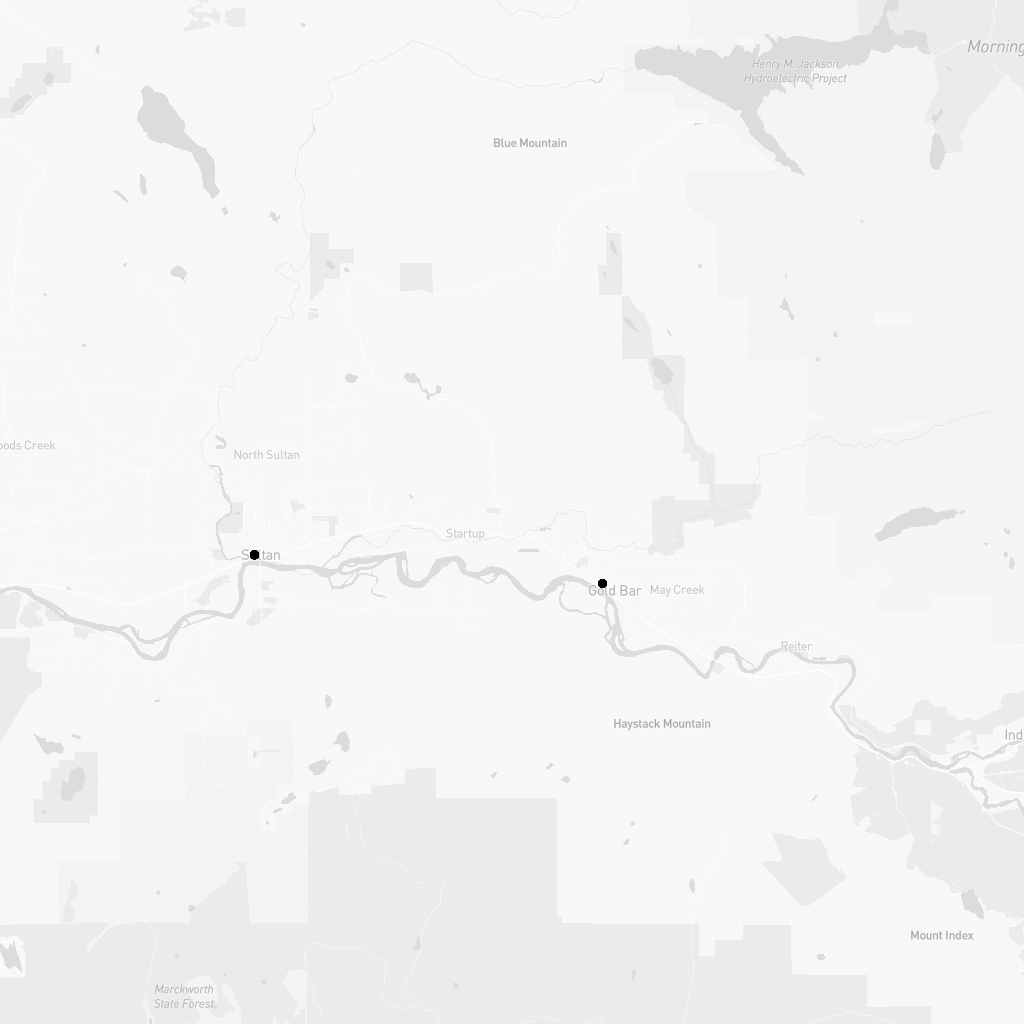 Morning
Henry M. Jackson
Hydroelectric Project
Blue Mountain
oods Creek
North Sultan
Startup
Sultan
Gold Bar
May Creek
Reiter
Haystack Mountain
Ind
Mount Index
Marckworth
State Forest